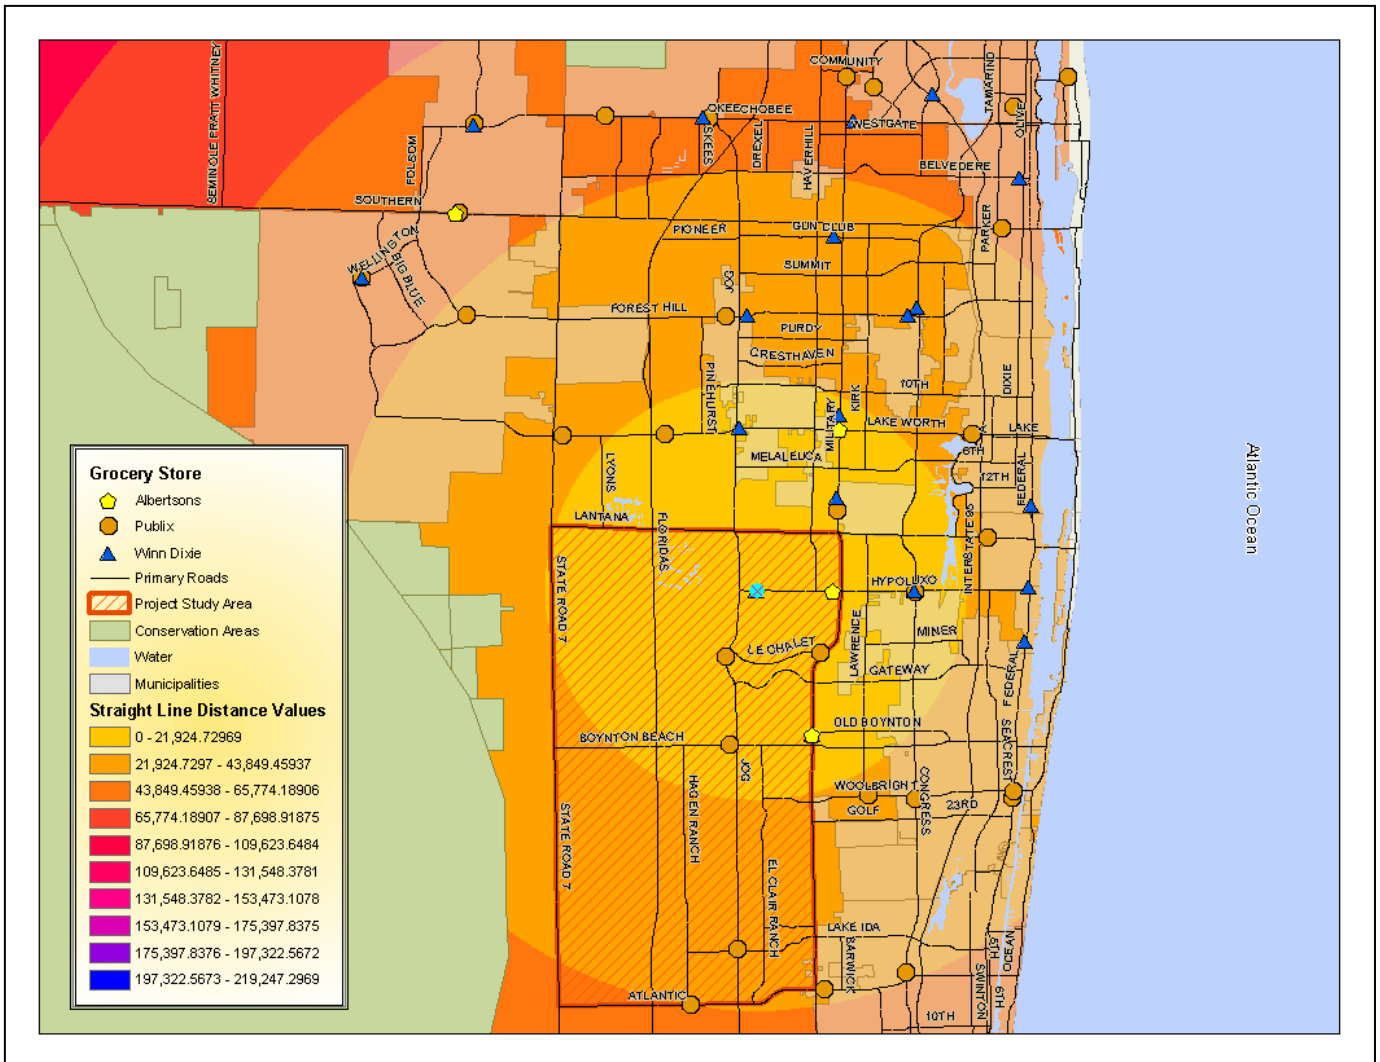 COMMUNITY
SEMINOLE PRATT WHITNEY
TAMARIND
OKEECHOBEE
OLIVE
WESTGATE
SKEES
DREXEL
HAVERHILL
FOLSOM
BELVEDERE
SOUTHERN
PARKER
PIONEER
GUN CLUB
WELLINGTON
BIG BLUE
SUMMIT
JOG
FOREST HILL
PURDY
CRESTHAVEN
PINEHURST
10TH
DIXIE
KIRK
MILITARY
LAKE WORTH
LAKE
A
6TH
MELALEUCA
12TH
FEDERAL
LYONS
Atlantic Ocean
LANTANA
FLORIDAS
INTERSTATE 95
STATE ROAD 7
HYPOLUXO
LE CHALET
LAWRENCE
MINER
GATEWAY
FEDERAL
OLD BOYNTON
BOYNTON BEACH
SEACREST
JOG
HAGEN RANCH
WOOLBRIGHT
CONGRESS
GOLF
23RD
STATE ROAD 7
EL CLAIR RANCH
LAKE IDA
BARWICK
5TH
OCEAN
SWINTON
6TH
ATLANTIC
10TH
Grocery Store
Albertsons
Publix
Winn Dixie
Primary Roads
Project Study Area
Conservation Areas
Water
Municipalities
Straight Line Distance Values
0 - 21,924.72969
21,924.7297 - 43,849.45937
43,849.45938 - 65,774.18906
65,774.18907 - 87,698.91875
87,698.91876 - 109,623.6484
109,623.6485 - 131,548.3781
131,548.3782 - 153,473.1078
153,473.1079 - 175,397.8375
175,397.8376 - 197,322.5672
197,322.5673 - 219,247.2969